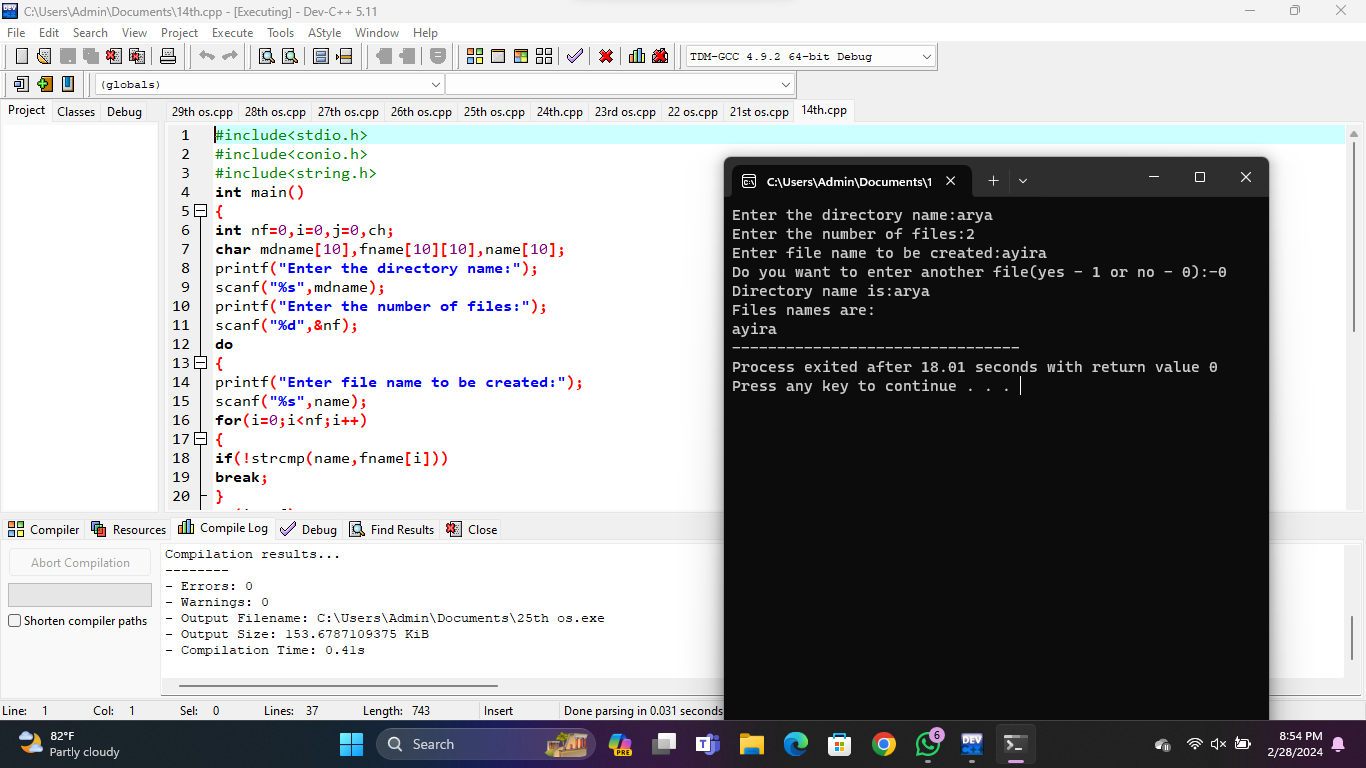 C:\Users\Admin\Documents\14th.cpp - [Executing] - Dev-C++ 5.11
File Edit Search View Project Execute Tools AStyle Window Help
TDM-GCC 4.9.2 64-bit Debug
(globals)
Project Classes Debug
29th os.cpp 28th os.cpp 27th os.cpp 26th os.cpp 25th os.cpp 24th.cpp 23rd os.cpp 22 os.cpp 21st os.cpp 14th.cpp
1 #include<stdio.h>
2 #include<conio.h>
3 #include<string.h>
4 int main()
5 {
6 int nf=0,i=0,j=0,ch;
7 char mdname[10],fname[10][10],name[10];
8 printf("Enter the directory name:");
9 scanf("%s",mdname);
10 printf("Enter the number of files:");
11 scanf("%d",&nf);
12 do
13 {
14 printf("Enter file name to be created:");
15 scanf("%s",name);
16 for(i=0;i<nf;i++)
17 {
18 if(!strcmp(name,fname[i]))
19 break;
20 }
C:\Users\Admin\Documents\1
Enter the directory name:arya
Enter the number of files:2
Enter file name to be created:ayira
Do you want to enter another file(yes - 1 or no - 0):-0
Directory name is:arya
Files names are:
ayira
--------------------------------
Process exited after 18.01 seconds with return value 0
Press any key to continue . . .
Compiler Resources Compile Log Debug Find Results Close
Abort Compilation
Shorten compiler paths
Compilation results...
--------
- Errors: 0
- Warnings: 0
- Output Filename: C:\Users\Admin\Documents\25th os.exe
- Output Size: 153.6787109375 KiB
- Compilation Time: 0.41s
Line: 1 Col: 1 Sel: 0 Lines: 37 Length: 743 Insert Done parsing in 0.031 seconds
82°F
Partly cloudy
Search
PRE
DEV
6
8:54 PM
2/28/2024